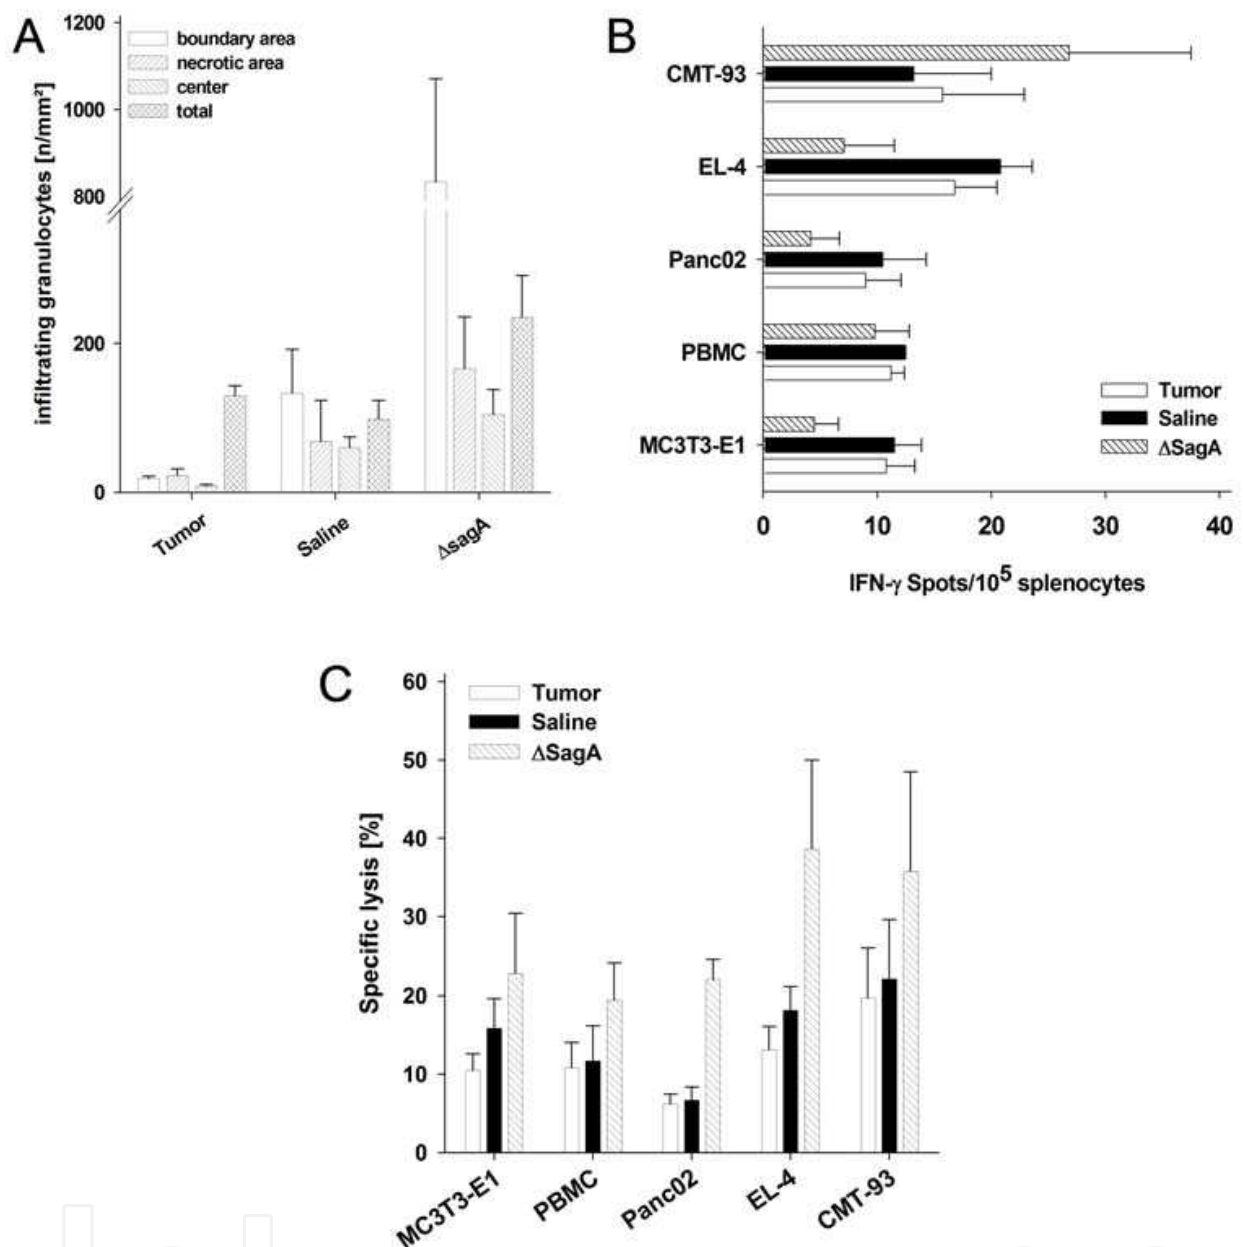 A
infiltrating granulocytes [n/mm²]
1200
1000
800
200
0
boundary area
necrotic area
center
total
Tumor
Saline
ΔsagA
B
CMT-93
EL-4
Panc02
PBMC
MC3T3-E1
Tumor
Saline
ΔSagA
0 10 20 30 40
IFN-γ Spots/10⁵ splenocytes
C
Specific lysis [%]
60
50
40
30
20
10
0
Tumor
Saline
ΔSagA
MC3T3-E1
PBMC
Panc02
EL-4
CMT-93